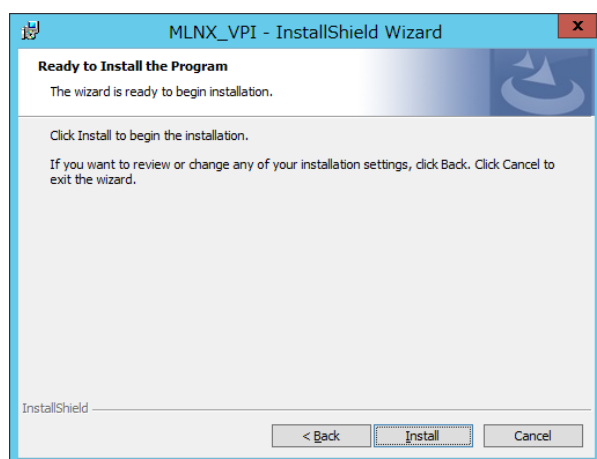 MLNX_VPI - InstallShield Wizard
x
Ready to Install the Program
The wizard is ready to begin installation.
Click Install to begin the installation.
If you want to review or change any of your installation settings, click Back. Click Cancel to
exit the wizard.
InstallShield
< Back Install Cancel